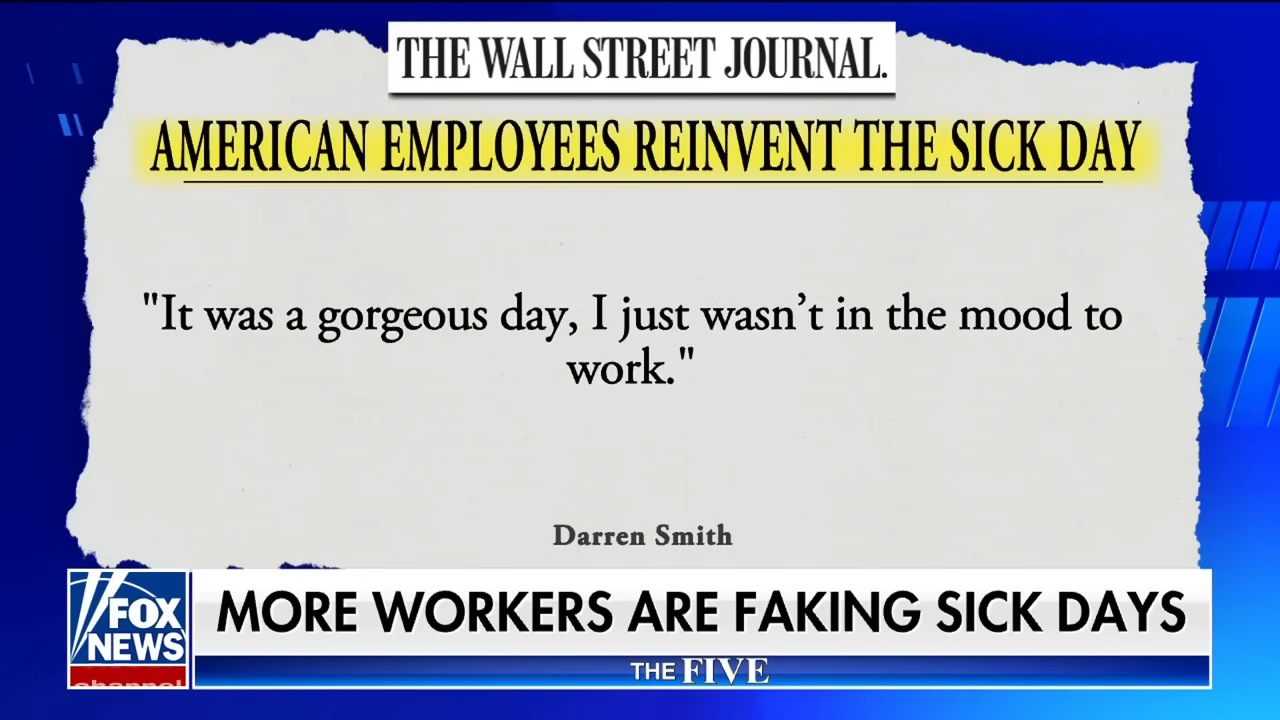 THE WALL STREET JOURNAL.
AMERICAN EMPLOYEES REINVENT THE SICK DAY
"It was a gorgeous day, I just wasn’t in the mood to
work."
Darren Smith
MORE WORKERS ARE FAKING SICK DAYS
FOX
NEWS
channel
THE FIVE